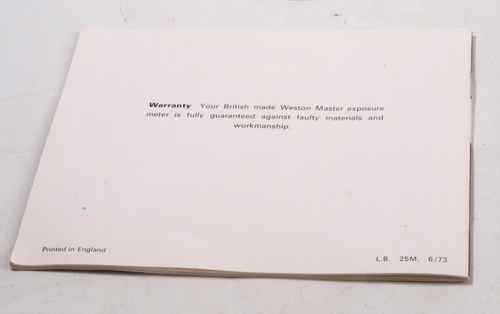 Warranty Your British made Weston Master exposure
meter is fully guaranteed against faulty materials and
workmanship.
Printed in England
L.B. 25M. 6/73